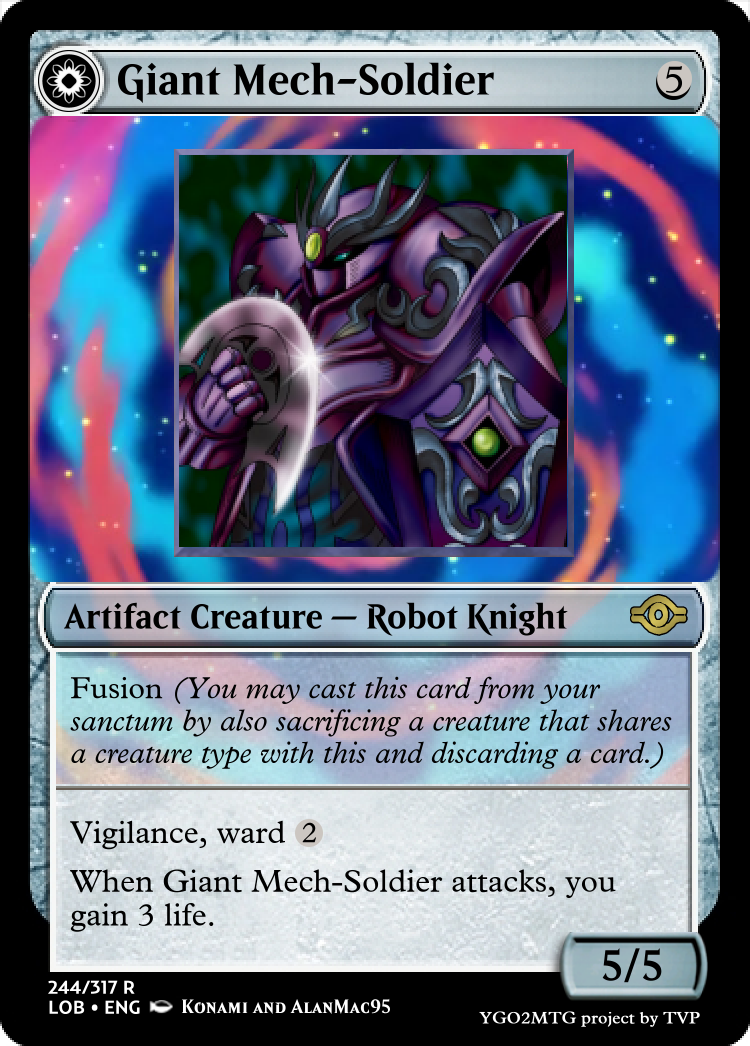 Giant Mech-Soldier 5
Artifact Creature — Robot Knight
Fusion (You may cast this card from your
sanctum by also sacrificing a creature that shares
a creature type with this and discarding a card.)
Vigilance, ward 2
When Giant Mech-Soldier attacks, you
gain 3 life.
5/5
244/317 R
LOB • ENG Konami and AlanMac95
YGO2MTG project by TVP